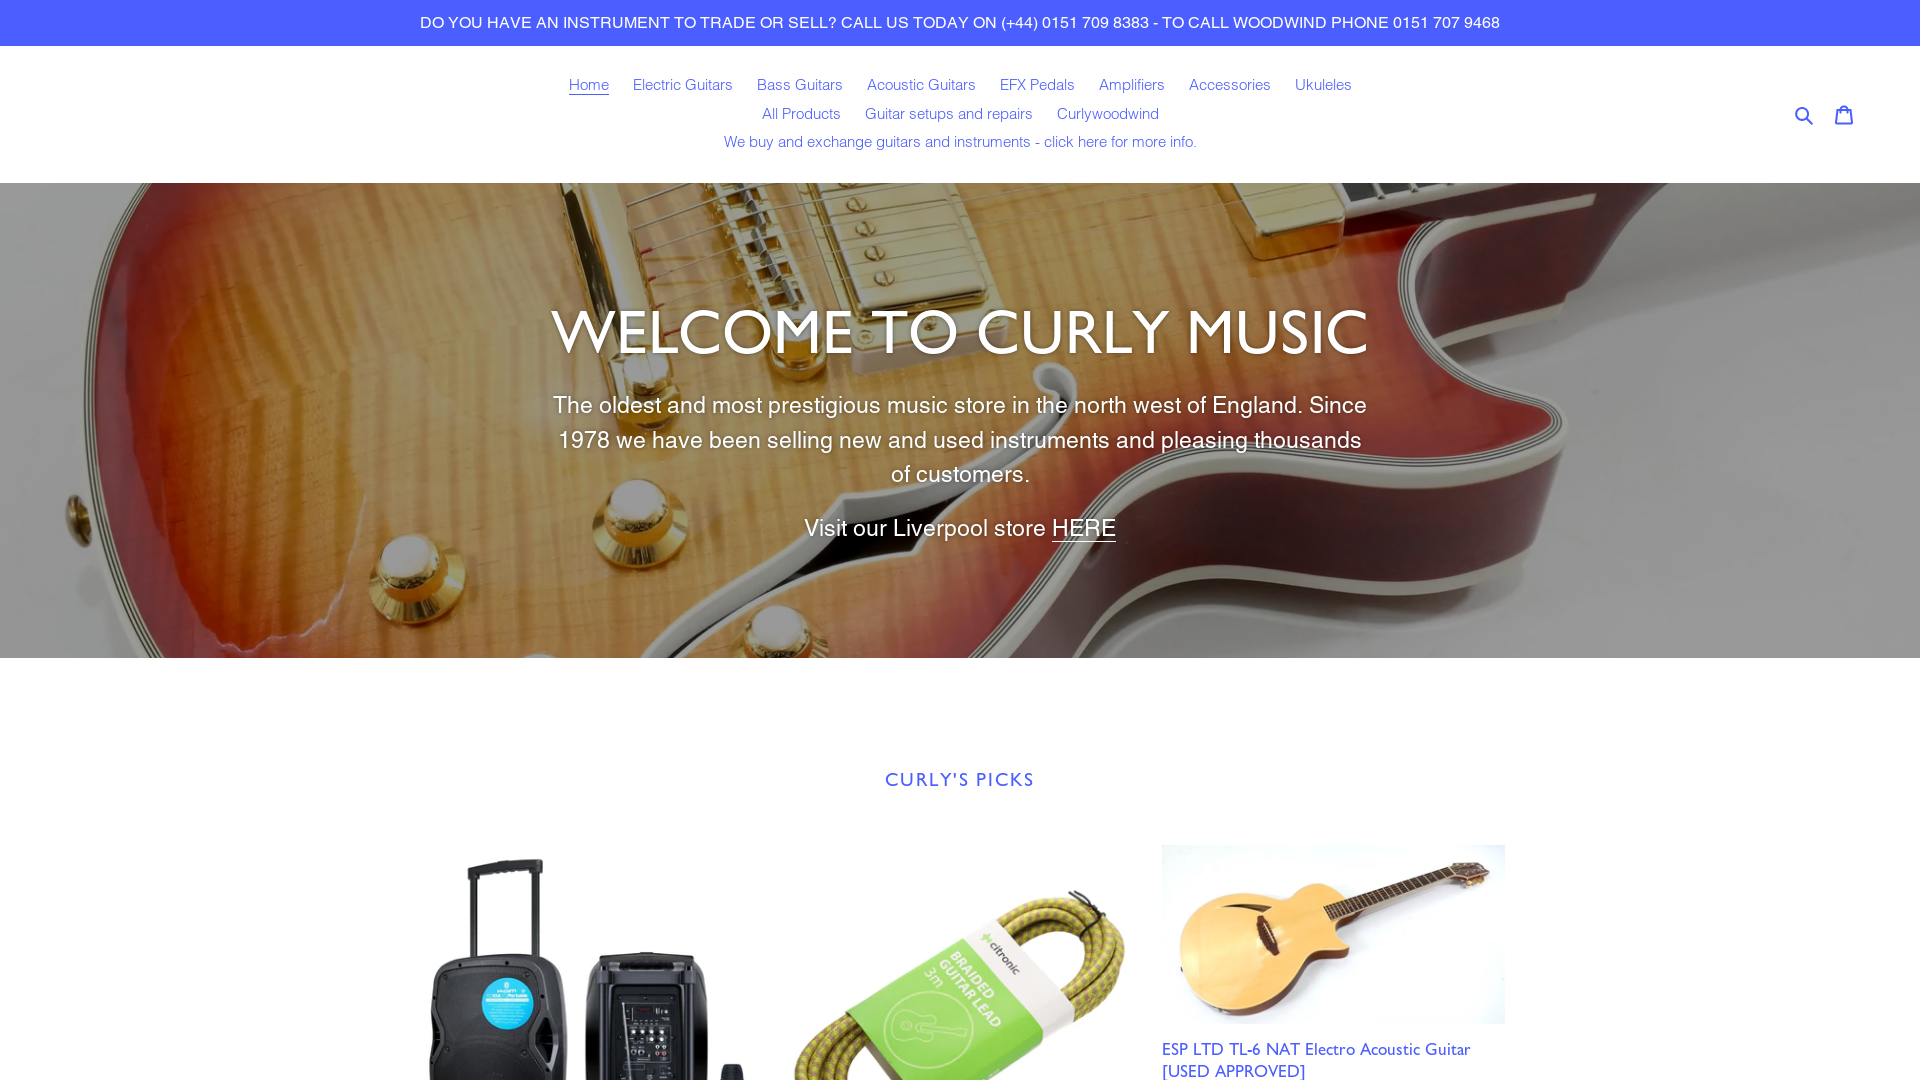 DO YOU HAVE AN INSTRUMENT TO TRADE OR SELL? CALL US TODAY ON (+44) 0151 709 8383 - TO CALL WOODWIND PHONE 0151 707 9468
Home Electric Guitars Bass Guitars Acoustic Guitars EFX Pedals Amplifiers Accessories Ukuleles
All Products Guitar setups and repairs Curlywoodwind
We buy and exchange guitars and instruments - click here for more info.
WELCOME TO CURLY MUSIC
The oldest and most prestigious music store in the north west of England. Since
1978 we have been selling new and used instruments and pleasing thousands
of customers.
Visit our Liverpool store HERE
CURLY'S PICKS
citronic
BRAIDED
GUITAR LEAD
3m
ESP LTD TL-6 NAT Electro Acoustic Guitar
[USED APPROVED]